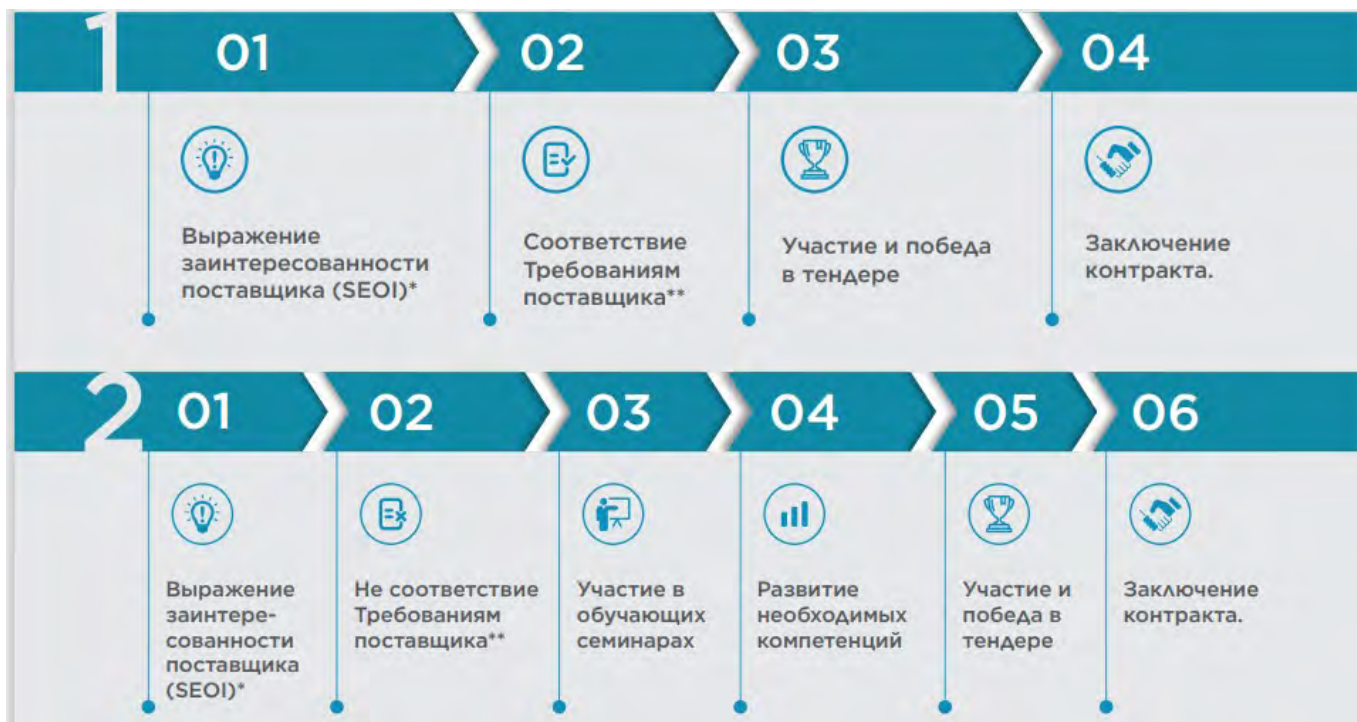 1
01
02
03
04
Выражение
заинтересованности
поставщика (SEOI)*
Соответствие
Требованиям
поставщика**
Участие и победа
в тендере
Заключение
контракта.
2
01
02
03
04
05
06
Выражение
заинтере-
сованности
поставщика
(SEOI)*
Не соответствие
Требованиям
поставщика**
Участие в
обучающих
семинарах
Развитие
необходимых
компетенций
Участие и
победа в
тендере
Заключение
контракта.